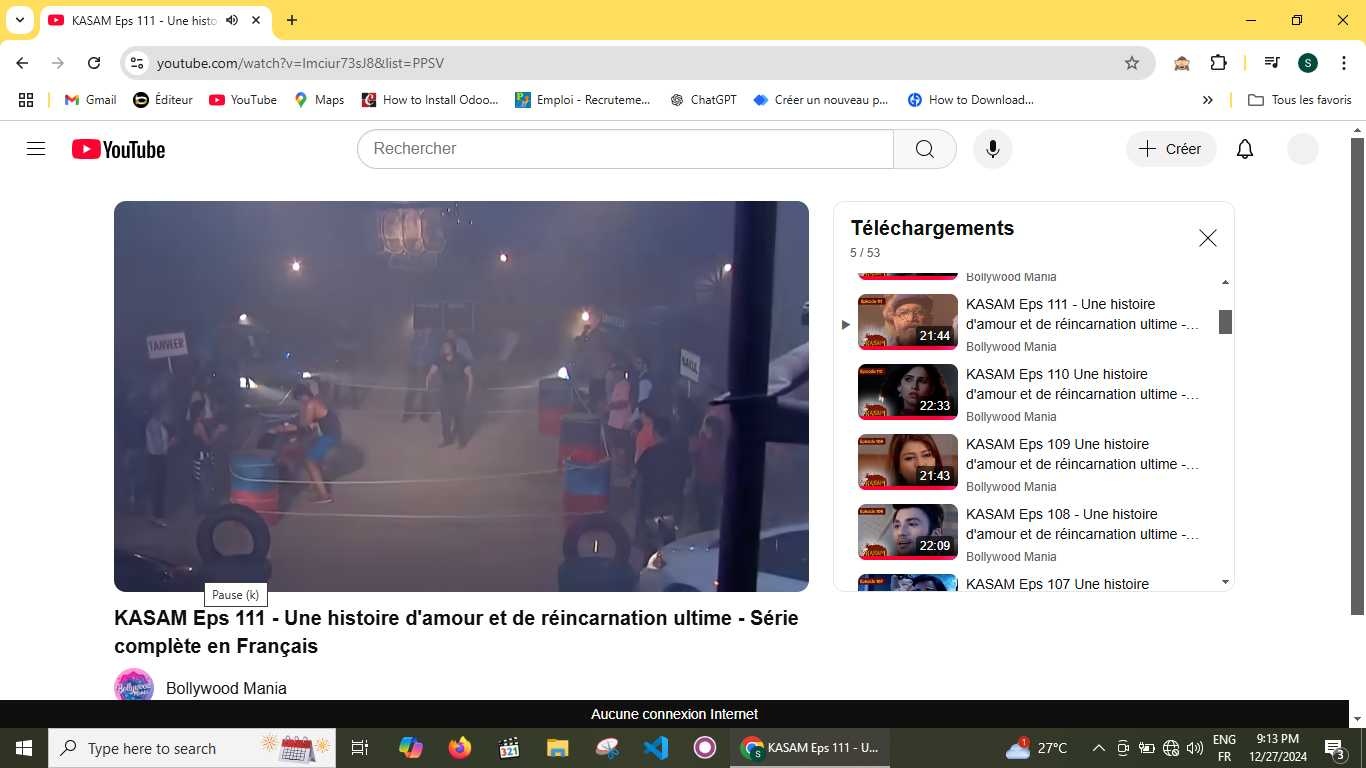 KASAM Eps 111 - Une histo
youtube.com/watch?v=Imciur73sJ8&list=PPSV
S
Gmail
Éditeur
YouTube
Maps
How to Install Odoo...
Emploi - Recruteme...
ChatGPT
Créer un nouveau p...
How to Download...
Tous les favoris
YouTube
Rechercher
Créer
TANVEER
Téléchargements
5 / 53
Bollywood Mania
KASAM Eps 111 - Une histoire
d'amour et de réincarnation ultime -...
21:44
Bollywood Mania
KASAM Eps 110 Une histoire
d'amour et de réincarnation ultime -...
22:33
Bollywood Mania
KASAM Eps 109 Une histoire
d'amour et de réincarnation ultime -...
21:43
Bollywood Mania
KASAM Eps 108 - Une histoire
d'amour et de réincarnation ultime -...
22:09
Bollywood Mania
KASAM Eps 107 Une histoire
Pause (k)
KASAM Eps 111 - Une histoire d'amour et de réincarnation ultime - Série
complète en Français
Bollywood Mania
Aucune connexion Internet
Type here to search
KASAM Eps 111 - U...
27°C
ENG
FR
9:13 PM
12/27/2024
3